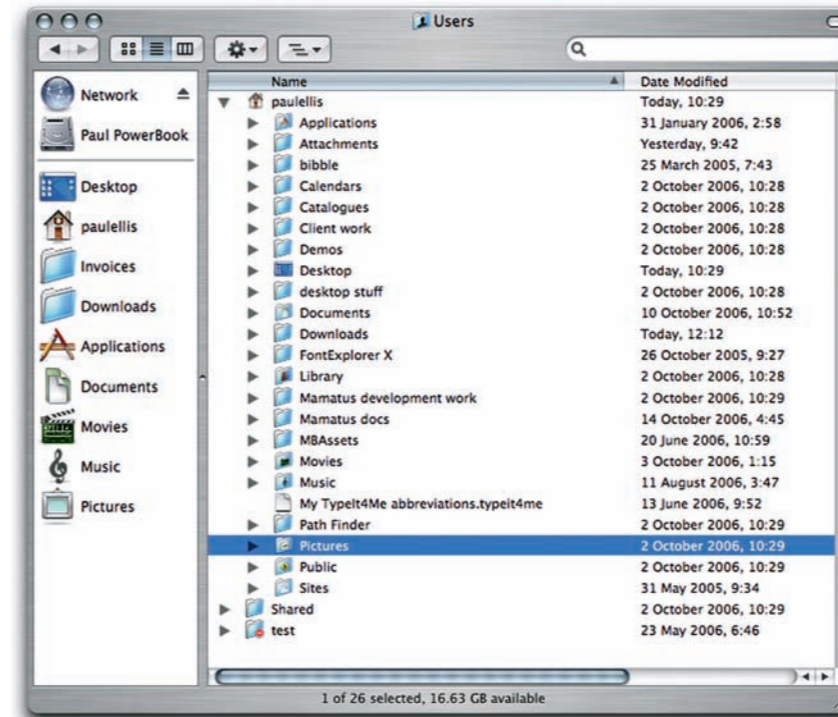 Users
Name Date Modified
Network
Paul PowerBook
Desktop
paulellis
Invoices
Downloads
Applications
Documents
Movies
Music
Pictures
paulellis Today, 10:29
Applications 31 January 2006, 2:58
Attachments Yesterday, 9:42
bibble 25 March 2005, 7:43
Calendars 2 October 2006, 10:28
Catalogues 2 October 2006, 10:28
Client work 2 October 2006, 10:28
Demos 2 October 2006, 10:28
Desktop Today, 10:29
desktop stuff 2 October 2006, 10:28
Documents 10 October 2006, 10:52
Downloads Today, 12:12
FontExplorer X 26 October 2005, 9:27
Library 2 October 2006, 10:28
Mamatus development work 2 October 2006, 10:29
Mamatus docs 14 October 2006, 4:45
MBAssets 20 June 2006, 10:59
Movies 3 October 2006, 1:15
Music 11 August 2006, 3:47
My TypeIt4Me abbreviations.typeit4me 13 June 2006, 9:52
Path Finder 2 October 2006, 10:29
Pictures 2 October 2006, 10:29
Public 2 October 2006, 10:29
Sites 31 May 2005, 9:34
Shared 2 October 2006, 10:29
test 23 May 2006, 6:46
1 of 26 selected, 16.63 GB available